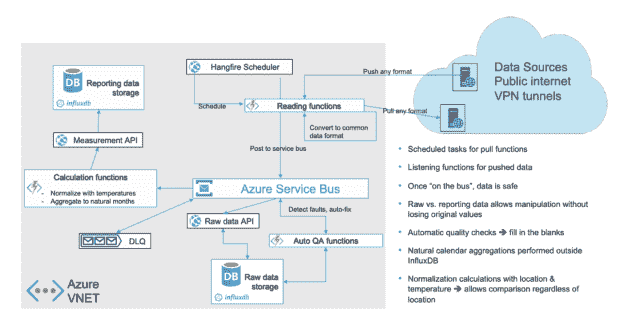 Hangfire Scheduler
DB
Reporting data
storage
influxdb
Schedule
Reading functions
Push any format
Pull any format
Data Sources
Public internet
VPN tunnels
Measurement API
Convert to common
data format
Post to service bus
Calculation functions
- Normalize with temperatures
- Aggregate to natural months
Azure Service Bus
Detect faults, auto-fix
Raw data API
DLQ
Auto QA functions
DB
Raw data
storage
influxdb
Azure
VNET
• Scheduled tasks for pull functions
• Listening functions for pushed data
• Once "on the bus", data is safe
• Raw vs. reporting data allows manipulation without
losing original values
• Automatic quality checks ➔ fill in the blanks
• Natural calendar aggregations performed outside
InfluxDB
• Normalization calculations with location &
temperature ➔ allows comparison regardless of
location